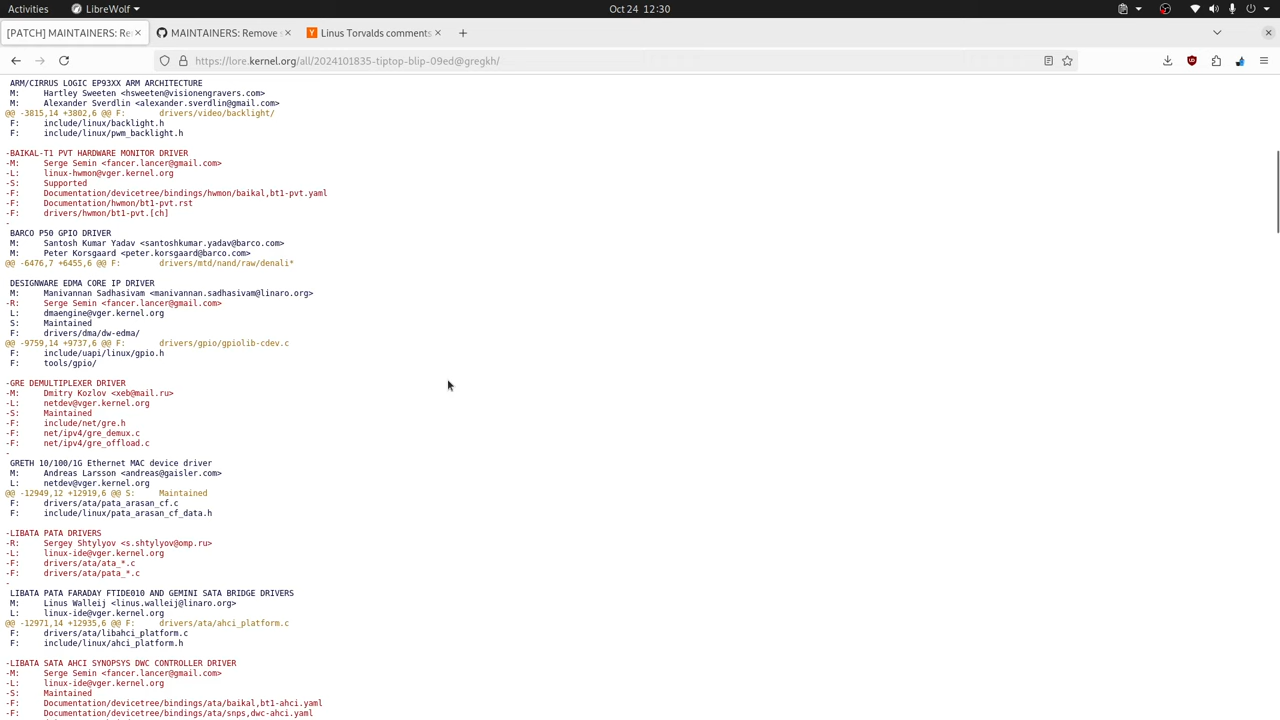 Activities LibreWolf Oct 24 12:30
[PATCH] MAINTAINERS: Re × MAINTAINERS: Remove × Y Linus Torvalds comments × +
https://lore.kernel.org/all/2024101835-tiptop-blip-09ed@gregkh/
ARM/CIRRUS LOGIC EP93XX ARM ARCHITECTURE
M: Hartley Sweeten <hsweeten@visionengravers.com>
M: Alexander Sverdlin <alexander.sverdlin@gmail.com>
@@ -3815,14 +3802,6 @@ F: drivers/video/backlight/
F: include/linux/backlight.h
F: include/linux/pwm_backlight.h
-BAIKAL-T1 PVT HARDWARE MONITOR DRIVER
-M: Serge Semin <fancer.lancer@gmail.com>
-L: linux-hwmon@vger.kernel.org
-S: Supported
-F: Documentation/devicetree/bindings/hwmon/baikal,bt1-pvt.yaml
-F: Documentation/hwmon/bt1-pvt.rst
-F: drivers/hwmon/bt1-pvt.[ch]
-
BARCO P50 GPIO DRIVER
M: Santosh Kumar Yadav <santoshkumar.yadav@barco.com>
M: Peter Korsgaard <peter.korsgaard@barco.com>
@@ -6476,7 +6455,6 @@ F: drivers/mtd/nand/raw/denali*
DESIGNWARE EDMA CORE IP DRIVER
M: Manivannan Sadhasivam <manivannan.sadhasivam@linaro.org>
-R: Serge Semin <fancer.lancer@gmail.com>
L: dmaengine@vger.kernel.org
S: Maintained
F: drivers/dma/dw-edma/
@@ -9759,14 +9737,6 @@ F: drivers/gpio/gpiolib-cdev.c
F: include/uapi/linux/gpio.h
F: tools/gpio/
-GRE DEMULTIPLEXER DRIVER
-M: Dmitry Kozlov <xeb@mail.ru>
-L: netdev@vger.kernel.org
-S: Maintained
-F: include/net/gre.h
-F: net/ipv4/gre_demux.c
-F: net/ipv4/gre_offload.c
-
GRETH 10/100/1G Ethernet MAC device driver
M: Andreas Larsson <andreas@gaisler.com>
L: netdev@vger.kernel.org
@@ -12949,12 +12919,6 @@ S: Maintained
F: drivers/ata/pata_arasan_cf.c
F: include/linux/pata_arasan_cf_data.h
-LIBATA PATA DRIVERS
-R: Sergey Shtylyov <s.shtylyov@omp.ru>
-L: linux-ide@vger.kernel.org
-F: drivers/ata/ata_*.c
-F: drivers/ata/pata_*.c
-
LIBATA PATA FARADAY FTIDE010 AND GEMINI SATA BRIDGE DRIVERS
M: Linus Walleij <linus.walleij@linaro.org>
L: linux-ide@vger.kernel.org
@@ -12971,14 +12935,6 @@ F: drivers/ata/ahci_platform.c
F: drivers/ata/libahci_platform.c
F: include/linux/ahci_platform.h
-LIBATA SATA AHCI SYNOPSYS DWC CONTROLLER DRIVER
-M: Serge Semin <fancer.lancer@gmail.com>
-L: linux-ide@vger.kernel.org
-S: Maintained
-F: Documentation/devicetree/bindings/ata/baikal,bt1-ahci.yaml
-F: Documentation/devicetree/bindings/ata/snps,dwc-ahci.yaml